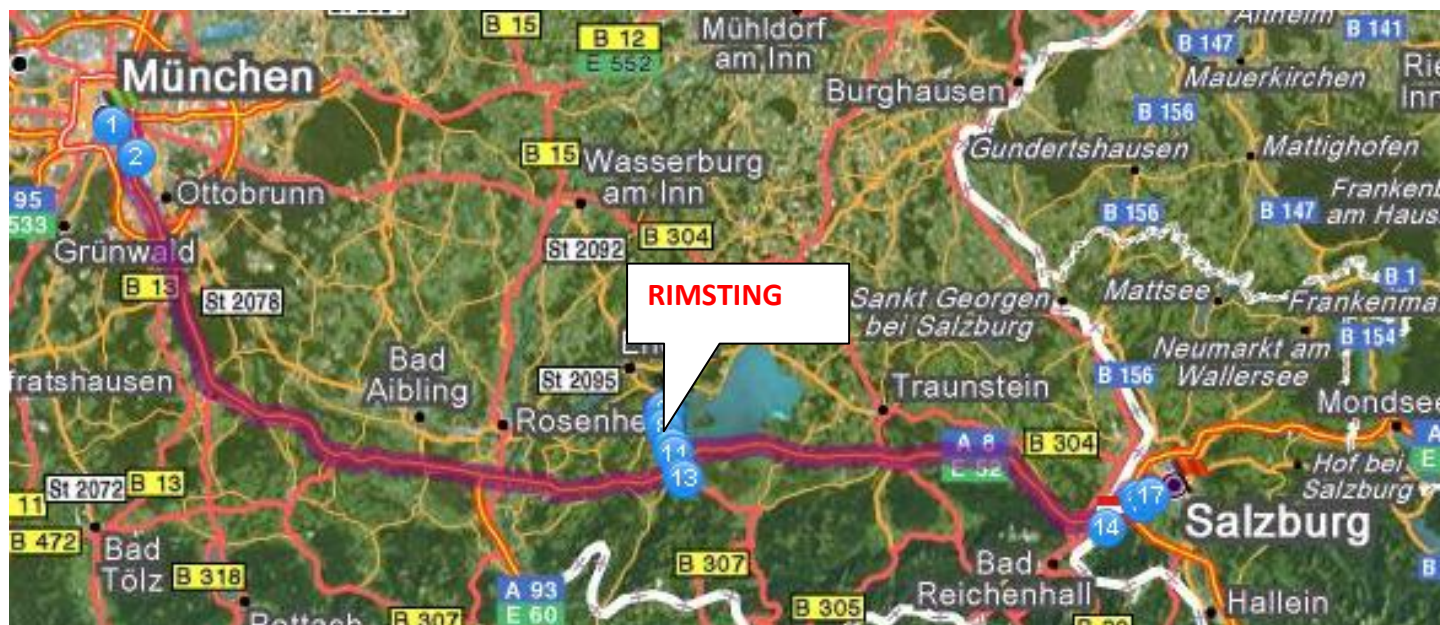 B 15
B 12
E 552
Mühldorf
am Inn
B 147
B 141
Mauerkirchen
München
Burghausen
B 156
1
2
B 15
Wasserburg
am Inn
Gundertshausen
Mattighofen
Ottobrunn
95
533
Grünwald
B 304
St 2092
B 156
B 147
am Haus
B 13
St 2078
RIMSTING
Sankt Georgen
bei Salzburg
Mattsee
B 1
B 154
Neumarkt am
Wallersee
fratshausen
Bad
Aibling
St 2095
B 156
Traunstein
Rosenhe
Mondsee
11
13
A 8
E 52
B 304
Hof bei
Salzburg
St 2072
B 13
11
B 472
Bad
Tölz
B 318
A 93
E 60
B 307
B 307
B 305
14
17
Salzburg
Bad
Reichenhall
Hallein